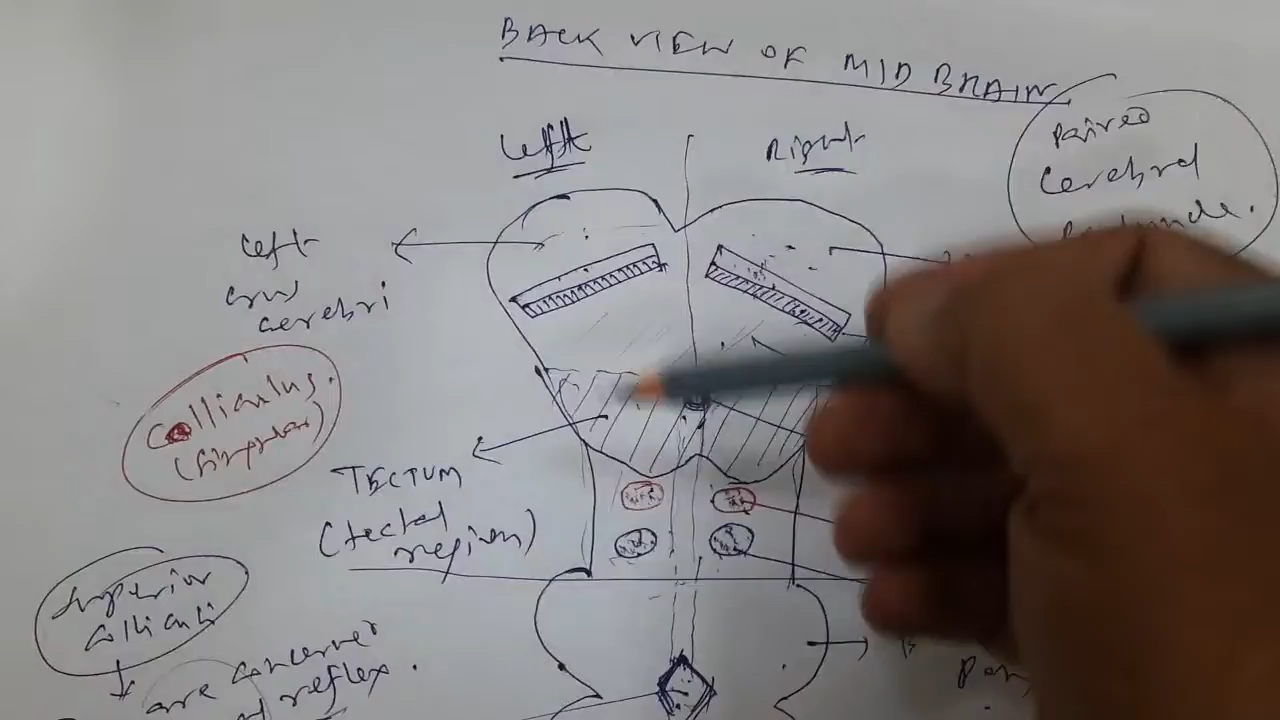 BACK VIEW OF MID BRAIN
Left
Right
Paired
Cerebral
Left
crus
cerebri
Colliculus.
(singular)
TECTUM
(tectal
region)
Superior
colliculi
are concerned
reflex.